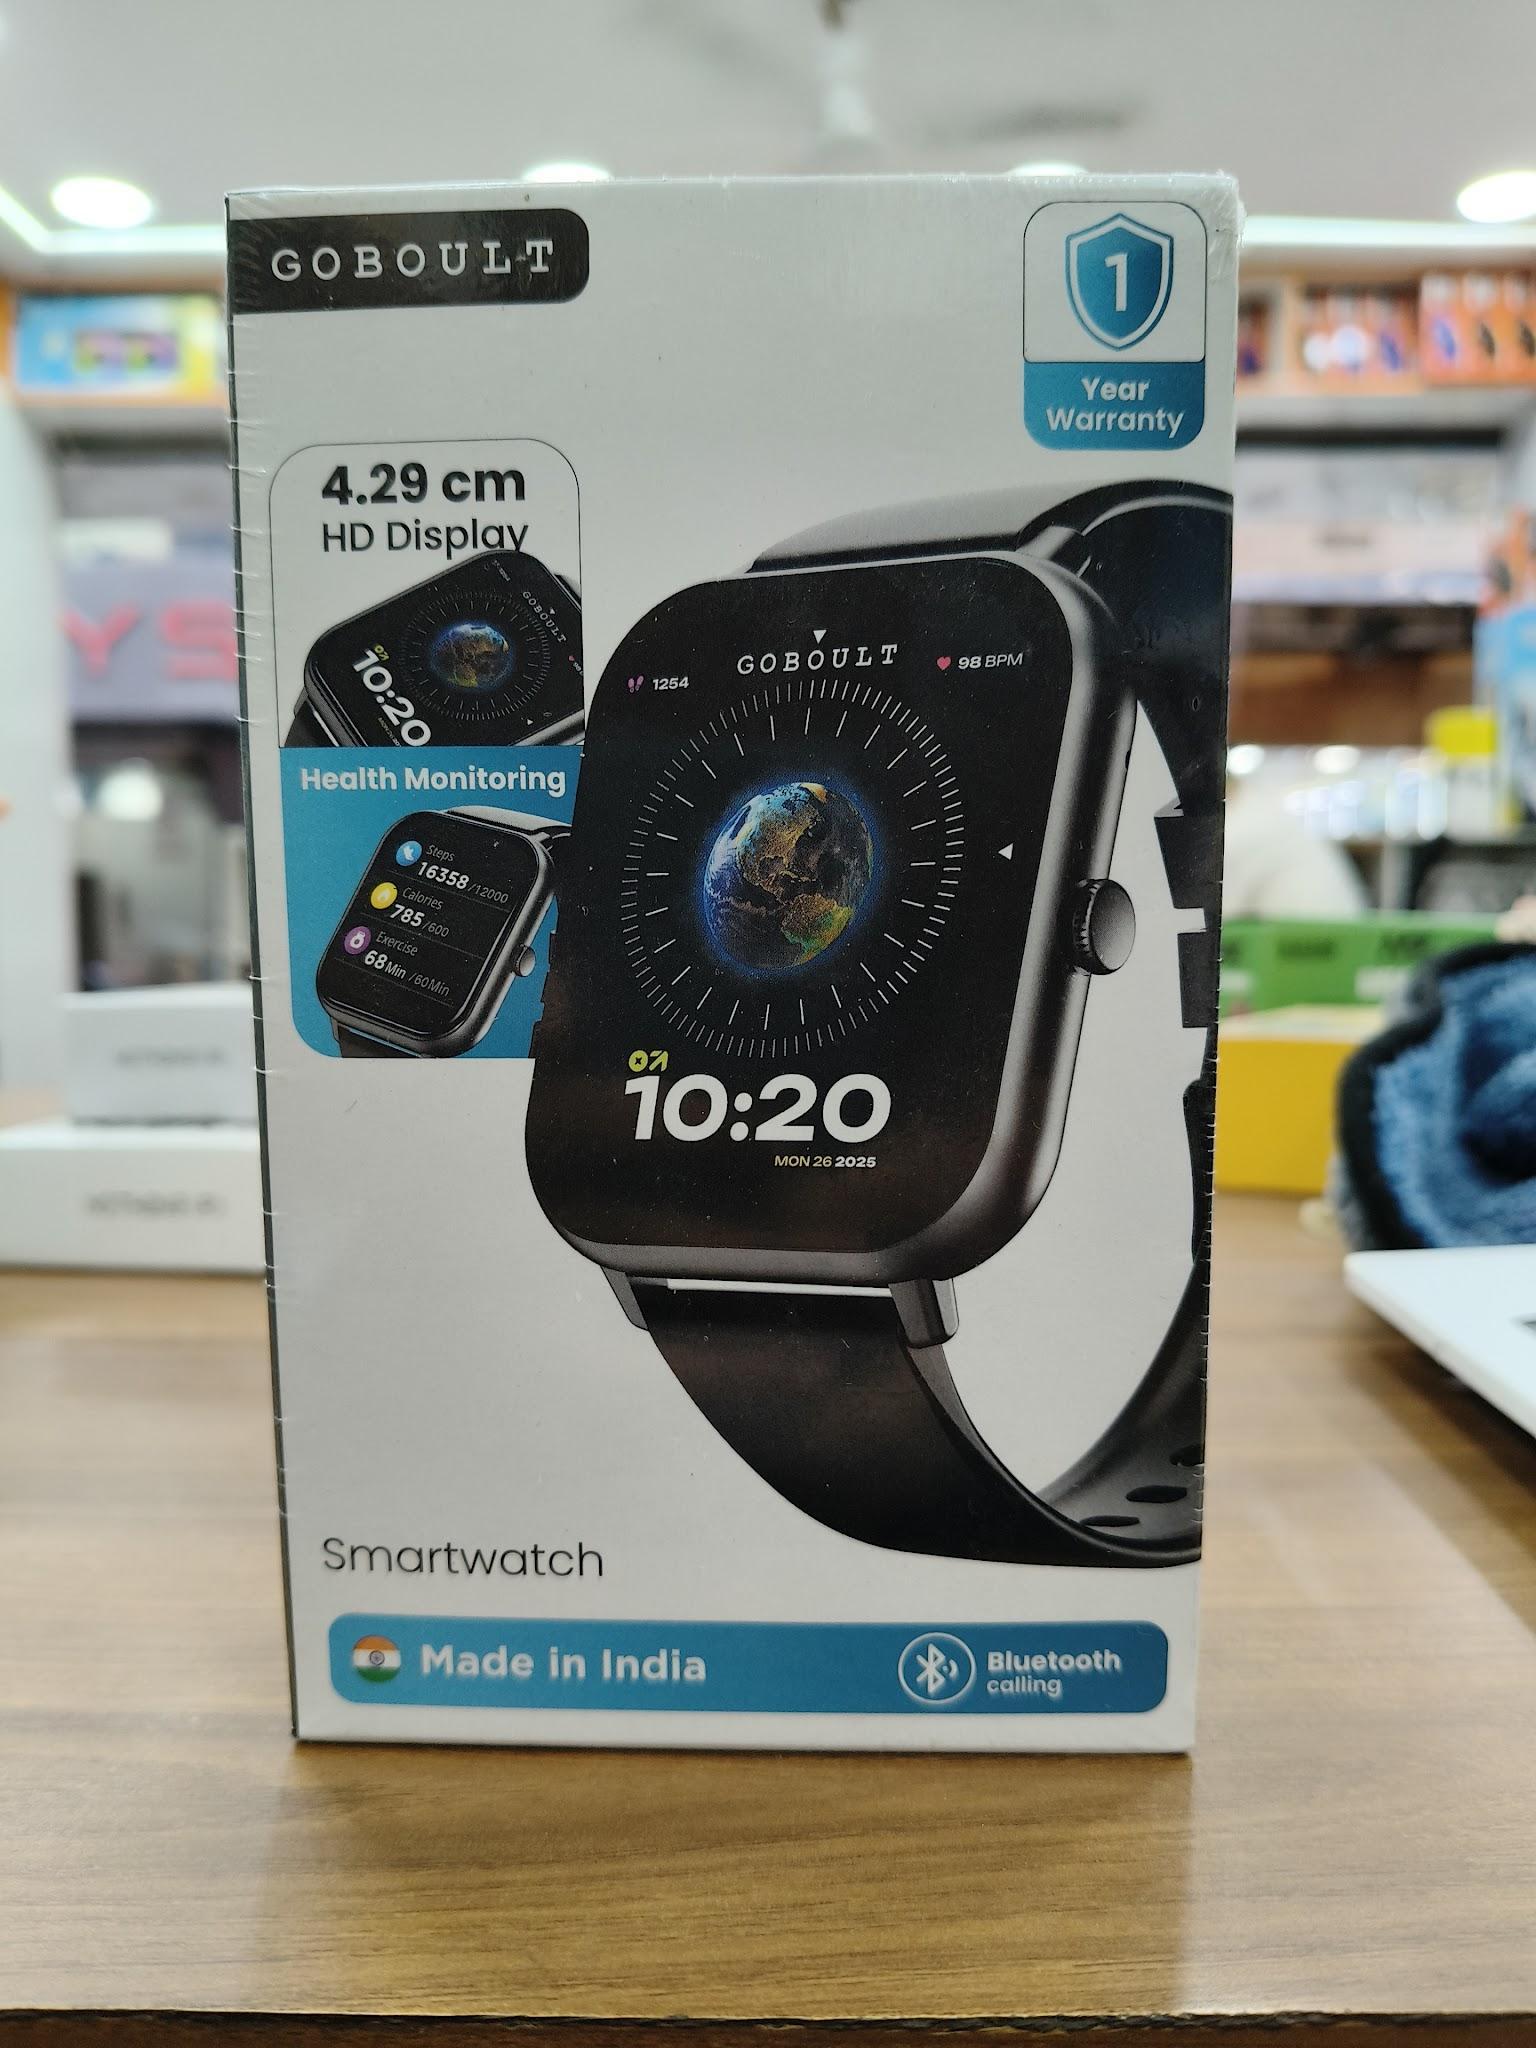 GOBOULT
1
Year
Warranty
4.29 cm
HD Display
GOBOULT
10:20
Health Monitoring
Steps
16358/12000
Calories
785/600
Exercise
68Min/60Min
GOBOULT
1254
98 BPM
07
10:20
MON 26 2025
Smartwatch
Made in India
Bluetooth
calling